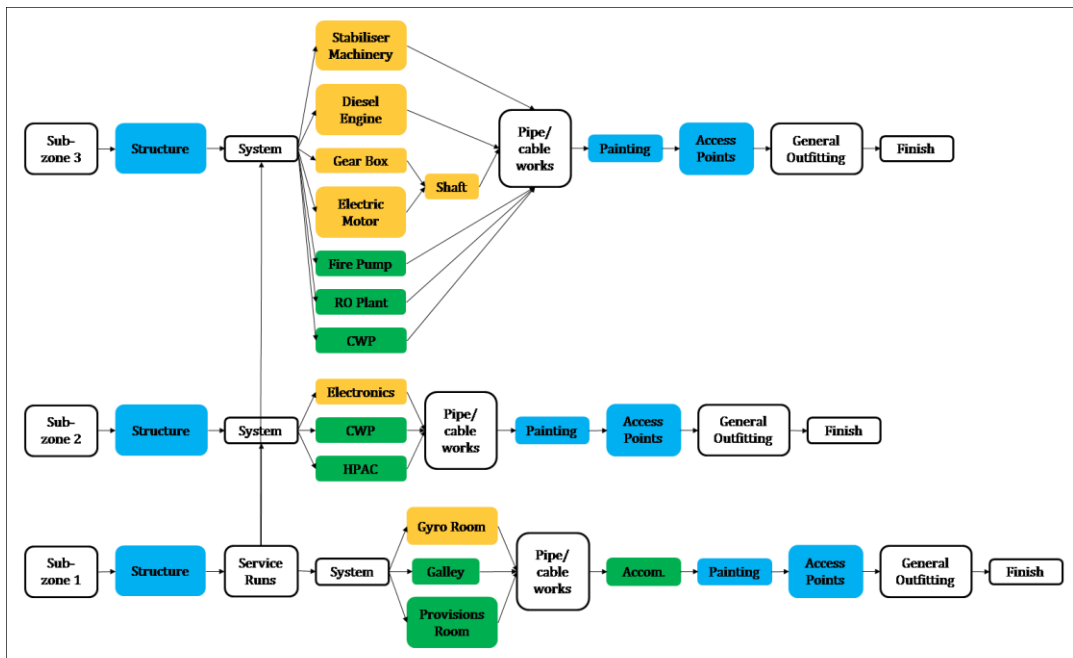 Stabiliser
Machinery
Diesel
Engine
Sub-
zone 3
Structure
System
Gear Box
Shaft
Electric
Motor
Fire Pump
RO Plant
CWP
Pipe/
cable
works
Painting
Access
Points
General
Outfitting
Finish
Sub-
zone 2
Structure
System
Electronics
CWP
HPAC
Pipe/
cable
works
Painting
Access
Points
General
Outfitting
Finish
Sub-
zone 1
Structure
Service
Runs
System
Gyro Room
Galley
Provisions
Room
Pipe/
cable
works
Accom.
Painting
Access
Points
General
Outfitting
Finish